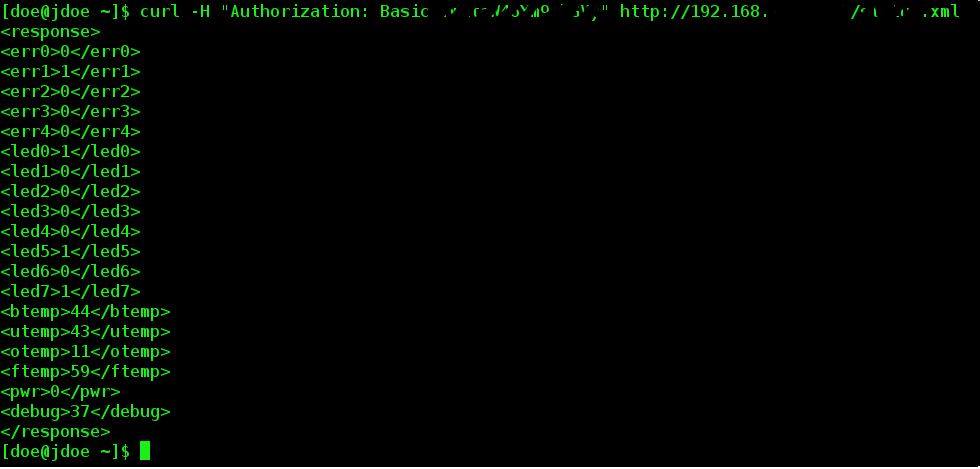 [doe@jdoe ~]$ curl -H "Authorization: Basic " http://192.168. .xml
<response>
<err0>0</err0>
<err1>1</err1>
<err2>0</err2>
<err3>0</err3>
<err4>0</err4>
<led0>1</led0>
<led1>0</led1>
<led2>0</led2>
<led3>0</led3>
<led4>0</led4>
<led5>1</led5>
<led6>0</led6>
<led7>1</led7>
<btemp>44</btemp>
<utemp>43</utemp>
<otemp>11</otemp>
<ftemp>59</ftemp>
<pwr>0</pwr>
<debug>37</debug>
</response>
[doe@jdoe ~]$